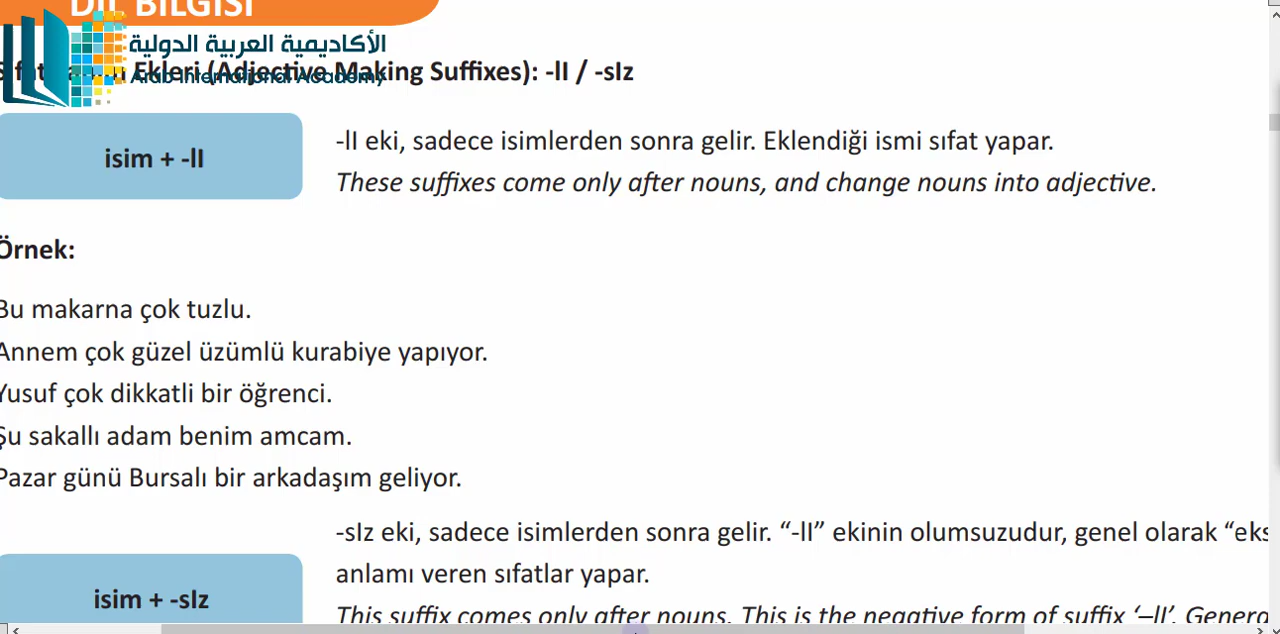 DİL BİLGİSİ
الأكاديمية العربية الدولية
Arab International Academy
Ekleri (Adjective Making Suffixes): -lI / -sIz
isim + -lI
-lI eki, sadece isimlerden sonra gelir. Eklendiği ismi sıfat yapar.
These suffixes come only after nouns, and change nouns into adjective.
Örnek:
Bu makarna çok tuzlu.
Annem çok güzel üzümlü kurabiye yapıyor.
Yusuf çok dikkatli bir öğrenci.
Şu sakallı adam benim amcam.
Pazar günü Bursalı bir arkadaşım geliyor.
-sIz eki, sadece isimlerden sonra gelir. “-lI” ekinin olumsuzudur, genel olarak “eks
anlamı veren sıfatlar yapar.
isim + -sIz
This suffix comes only after nouns. This is the negative form of suffix ‘–lI’. Genera